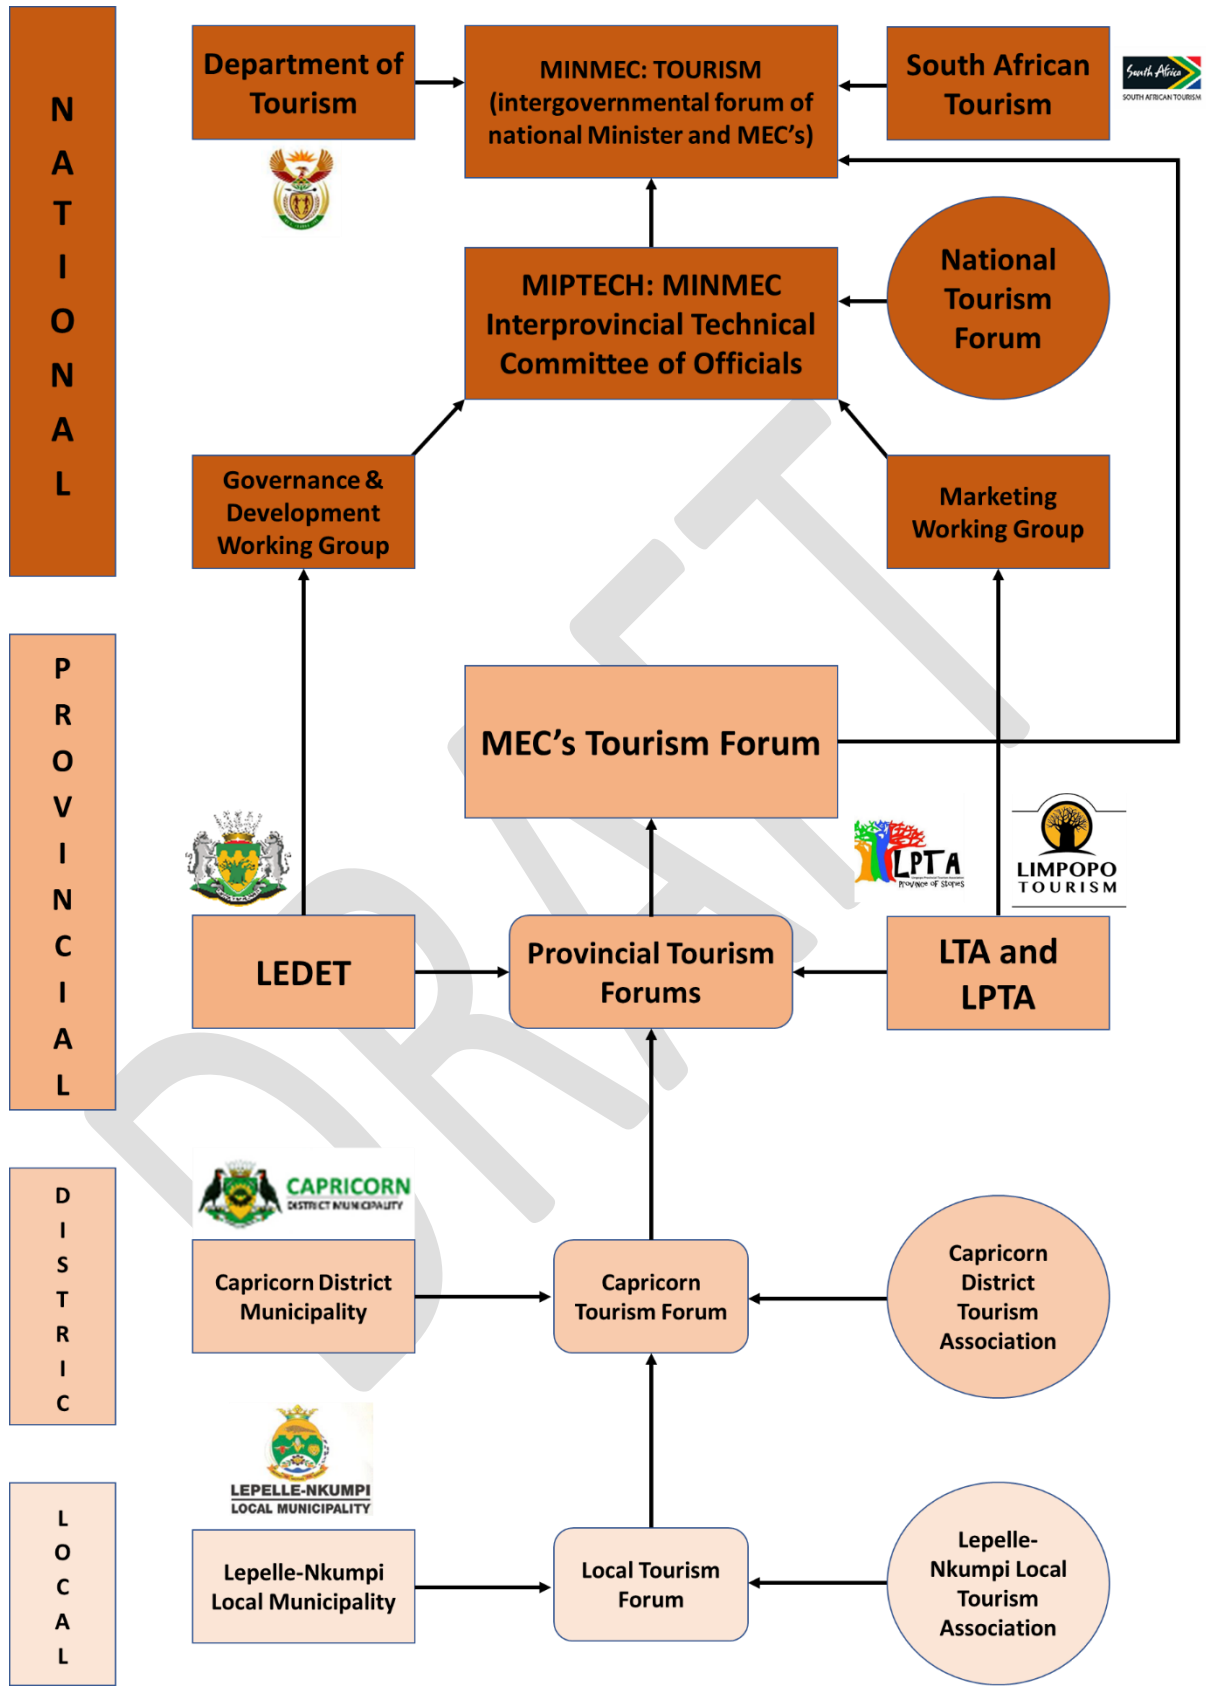 NATIONAL
Department of
Tourism
MINMEC: TOURISM
(intergovernmental forum of
national Minister and MEC's)
South African
Tourism
South Africa
SOUTH AFRICAN TOURISM
MIPTECH: MINMEC
Interprovincial Technical
Committee of Officials
National
Tourism
Forum
Governance &
Development
Working Group
Marketing
Working Group
PROVINCIAL
MEC's Tourism Forum
LPTA
Province of Stories
LIMPOPO
TOURISM
LEDET
Provincial Tourism
Forums
LTA and
LPTA
DRAFT
DISTRIC
CAPRICORN
DISTRICT MUNICIPALITY
Capricorn District
Municipality
Capricorn
Tourism Forum
Capricorn
District
Tourism
Association
LOCAL
LEPELLE-NKUMPI
LOCAL MUNICIPALITY
Lepelle-Nkumpi
Local Municipality
Local Tourism
Forum
Lepelle-
Nkumpi Local
Tourism
Association